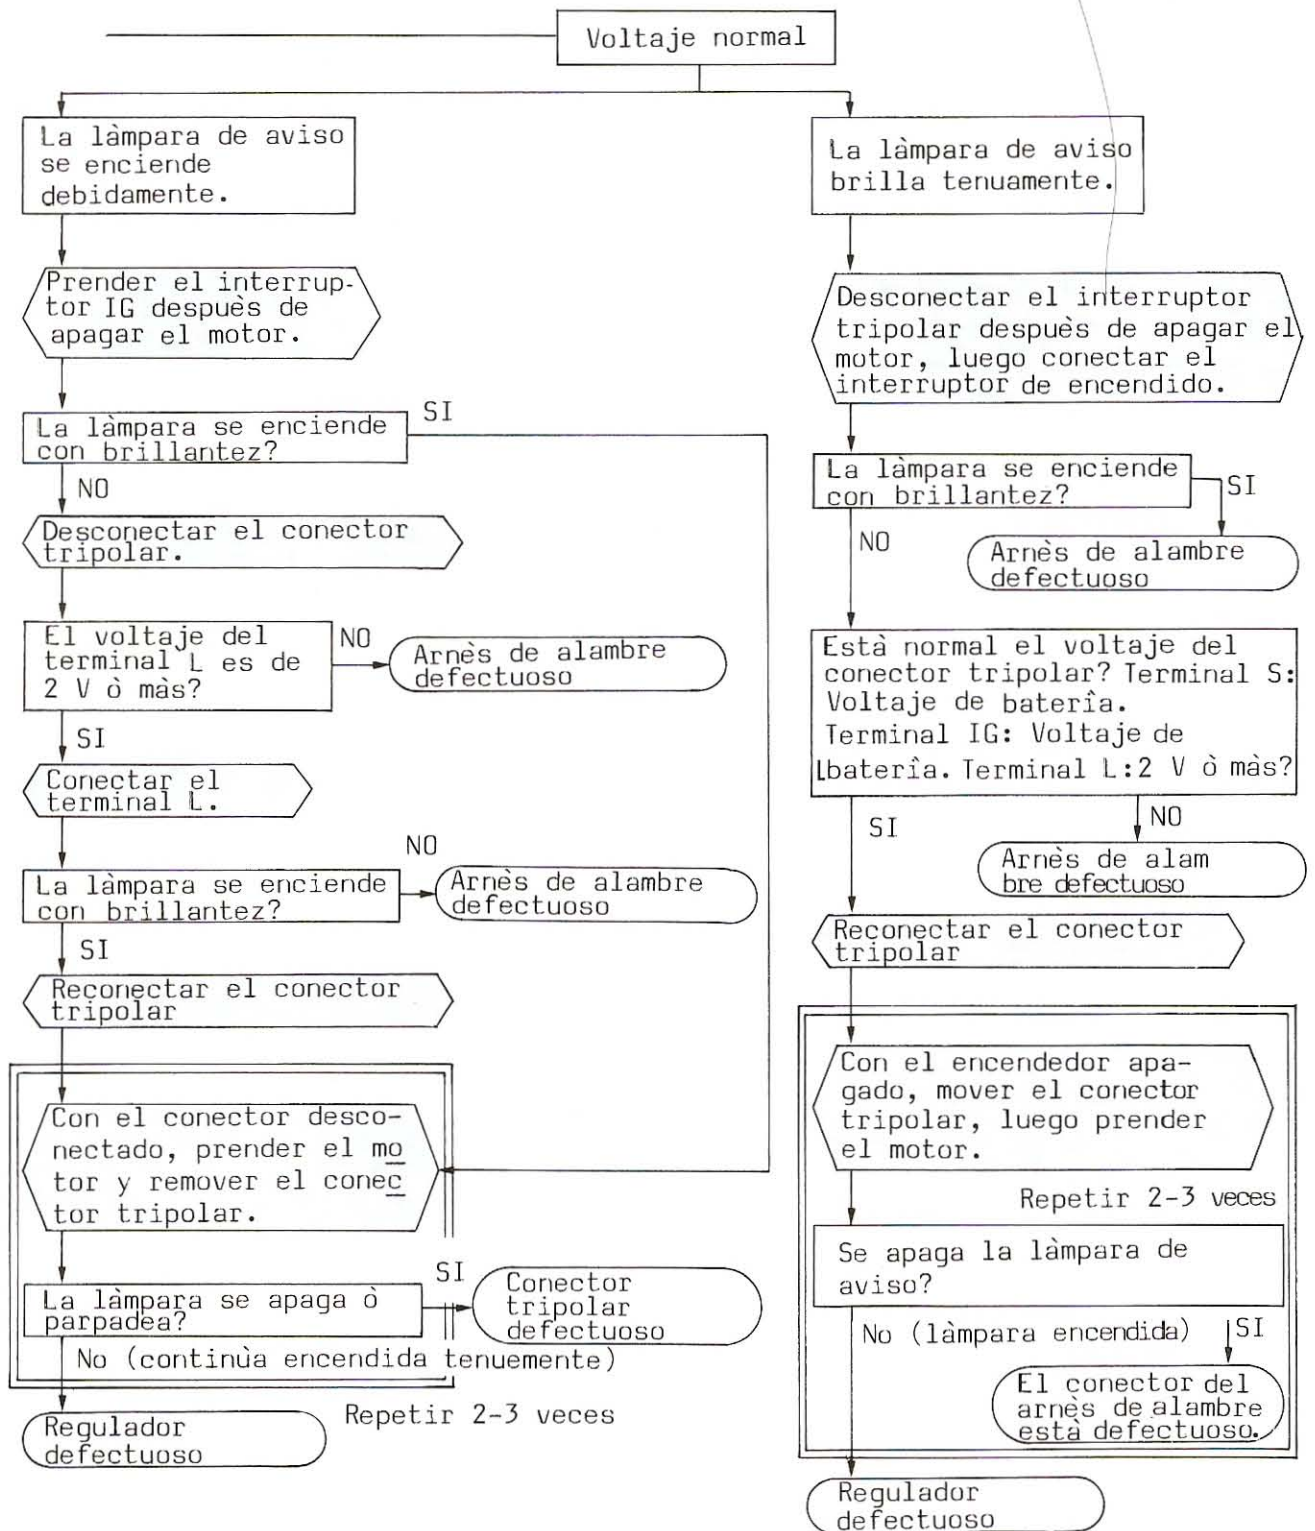 Voltaje normal
La làmpara de aviso
se enciende
debidamente.
Prender el interrup-
tor IG despuès de
apagar el motor.
La làmpara se enciende
con brillantez?
SI
NO
Desconectar el conector
tripolar.
El voltaje del
terminal L es de
2 V ò màs?
NO
Arnès de alambre
defectuoso
SI
Conectar el
terminal L.
NO
La làmpara se enciende
con brillantez?
Arnès de alambre
defectuoso
SI
Reconectar el conector
tripolar
Con el conector desco-
nectado, prender el mo
tor y remover el conec
tor tripolar.
La làmpara se apaga ò
parpadea?
SI
Conector
tripolar
defectuoso
No (continùa encendida tenuemente)
Repetir 2-3 veces
Regulador
defectuoso
La làmpara de aviso
brilla tenuamente.
Desconectar el interruptor
tripolar despuès de apagar el
motor, luego conectar el
interruptor de encendido.
La làmpara se enciende
con brillantez?
SI
NO
Arnès de alambre
defectuoso
Està normal el voltaje del
conector tripolar? Terminal S:
Voltaje de baterîa.
Terminal IG: Voltaje de
Lbaterîa. Terminal L:2 V ò màs?
SI
NO
Arnès de alam
bre defectuoso
Reconectar el conector
tripolar
Con el encendedor apa-
gado, mover el conector
tripolar, luego prender
el motor.
Repetir 2-3 veces
Se apaga la làmpara de
aviso?
No (làmpara encendida)
SI
El conector del
arnès de alambre
està defectuoso.
Regulador
defectuoso